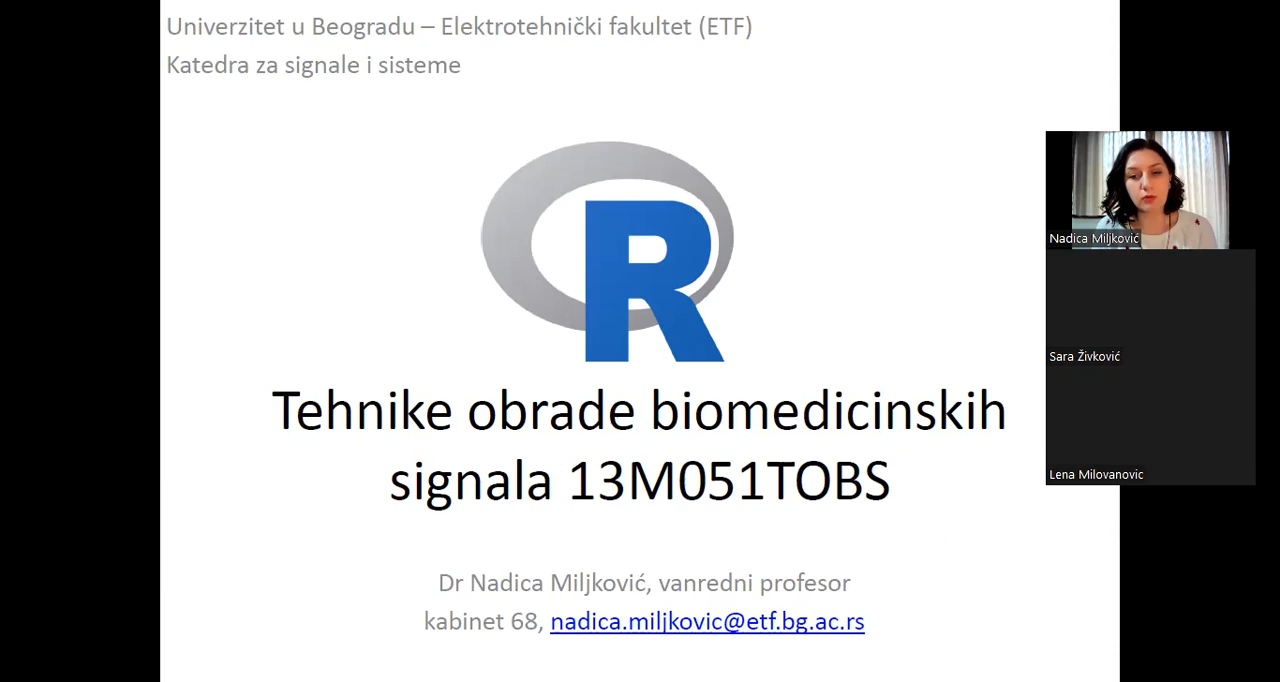 Univerzitet u Beogradu – Elektrotehnički fakultet (ETF)
Katedra za signale i sisteme
R
Tehnike obrade biomedicinskih
signala 13M051TOBS
Dr Nadica Miljković, vanredni profesor
kabinet 68, nadica.miljkovic@etf.bg.ac.rs
Nadica Miljković
Sara Živković
Lena Milovanovic